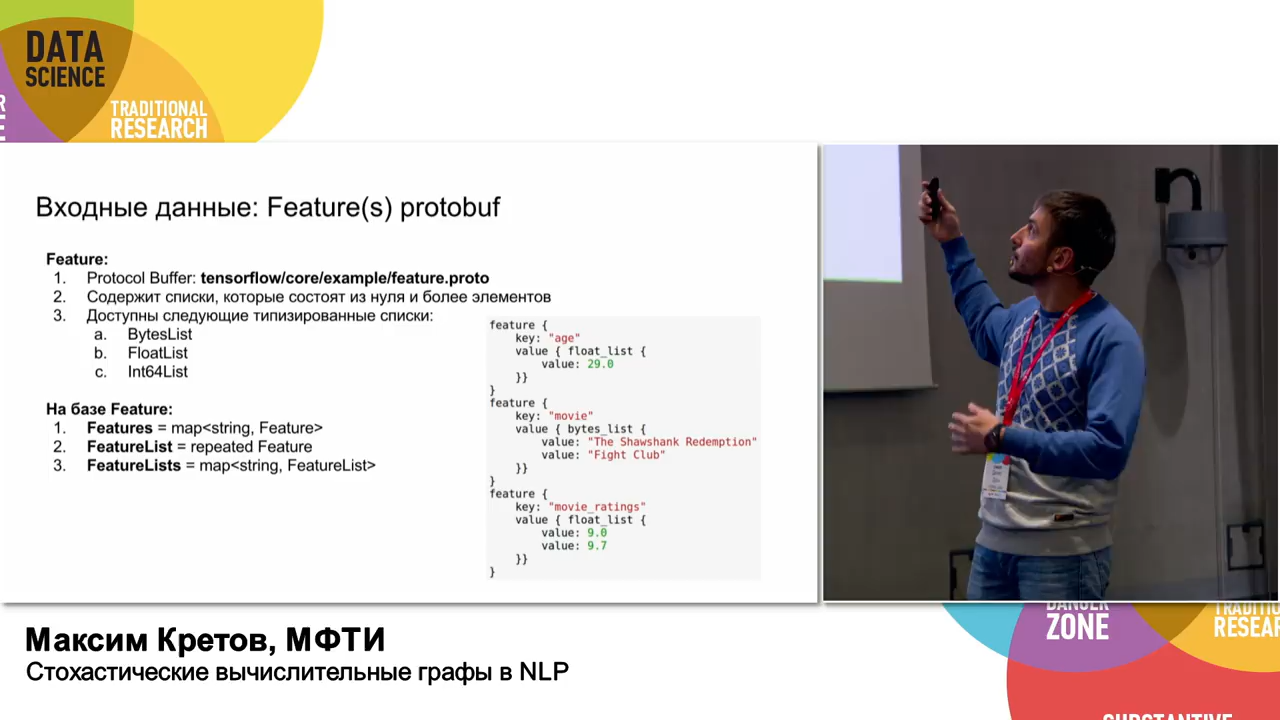 DATA
SCIENCE
TRADITIONAL
RESEARCH
Входные данные: Feature(s) protobuf
Feature:
1. Protocol Buffer: tensorflow/core/example/feature.proto
2. Содержит списки, которые состоят из нуля и более элементов
3. Доступны следующие типизированные списки:
a. BytesList
b. FloatList
c. Int64List
На базе Feature:
1. Features = map<string, Feature>
2. FeatureList = repeated Feature
3. FeatureLists = map<string, FeatureList>
feature {
key: "age"
value { float_list {
value: 29.0
}}
}
feature {
key: "movie"
value { bytes_list {
value: "The Shawshank Redemption"
value: "Fight Club"
}}
}
feature {
key: "movie_ratings"
value { float_list {
value: 9.0
value: 9.7
}}
}
Максим Кретов, МФТИ
Стохастические вычислительные графы в NLP
DANGER
ZONE
TRADITIO
RESEAR
SUBSTANTIVE